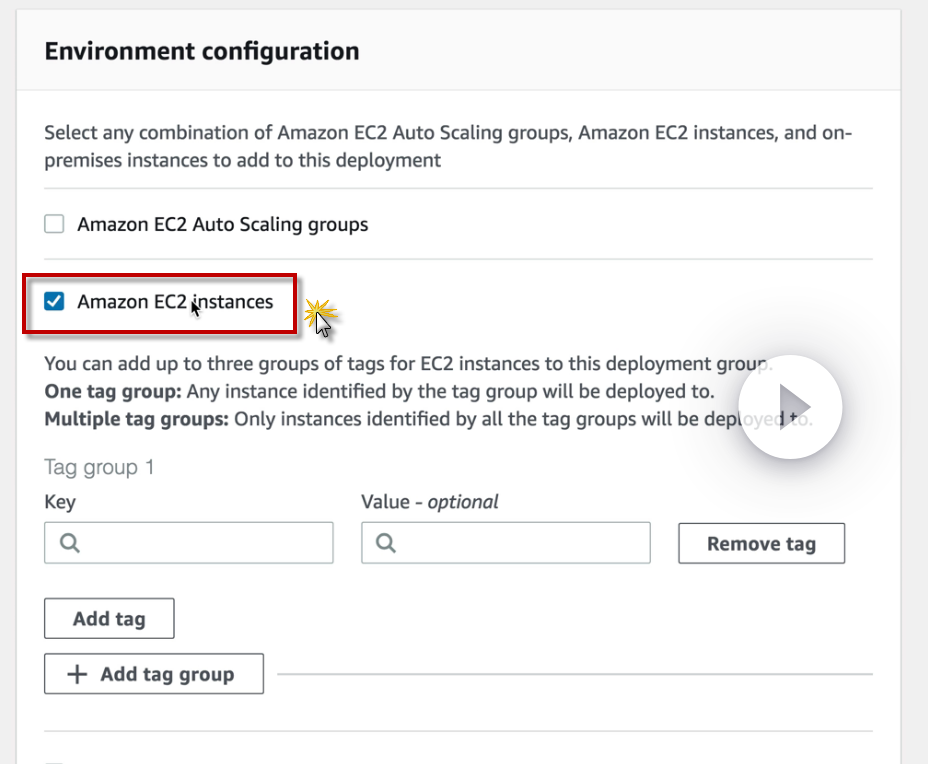 Environment configuration
Select any combination of Amazon EC2 Auto Scaling groups, Amazon EC2 instances, and on-
premises instances to add to this deployment
Amazon EC2 Auto Scaling groups
Amazon EC2 instances
You can add up to three groups of tags for EC2 instances to this deployment group.
One tag group: Any instance identified by the tag group will be deployed to.
Multiple tag groups: Only instances identified by all the tag groups will be deployed to.
Tag group 1
Key
Value - optional
Remove tag
Add tag
Add tag group